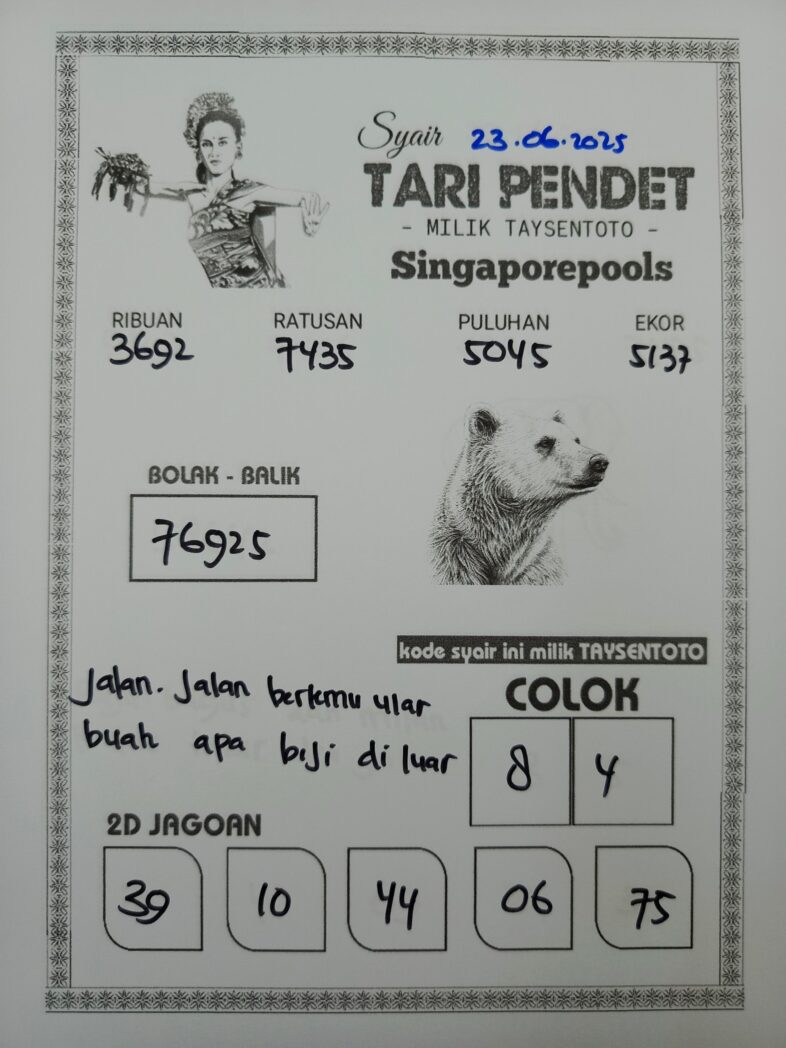 Syair 23.06.2025
TARI PENDET
- MILIK TAYSENTOTO -
Singaporepools
RIBUAN RATUSAN PULUHAN EKOR
3692 7435 5045 5137
BOLAK - BALIK
76925
kode syair ini milik TAYSENTOTO
Jalan. Jalan bertemu ular
buah apa biji di luar
COLOK
8 4
2D JAGOAN
39 10 44 06 75